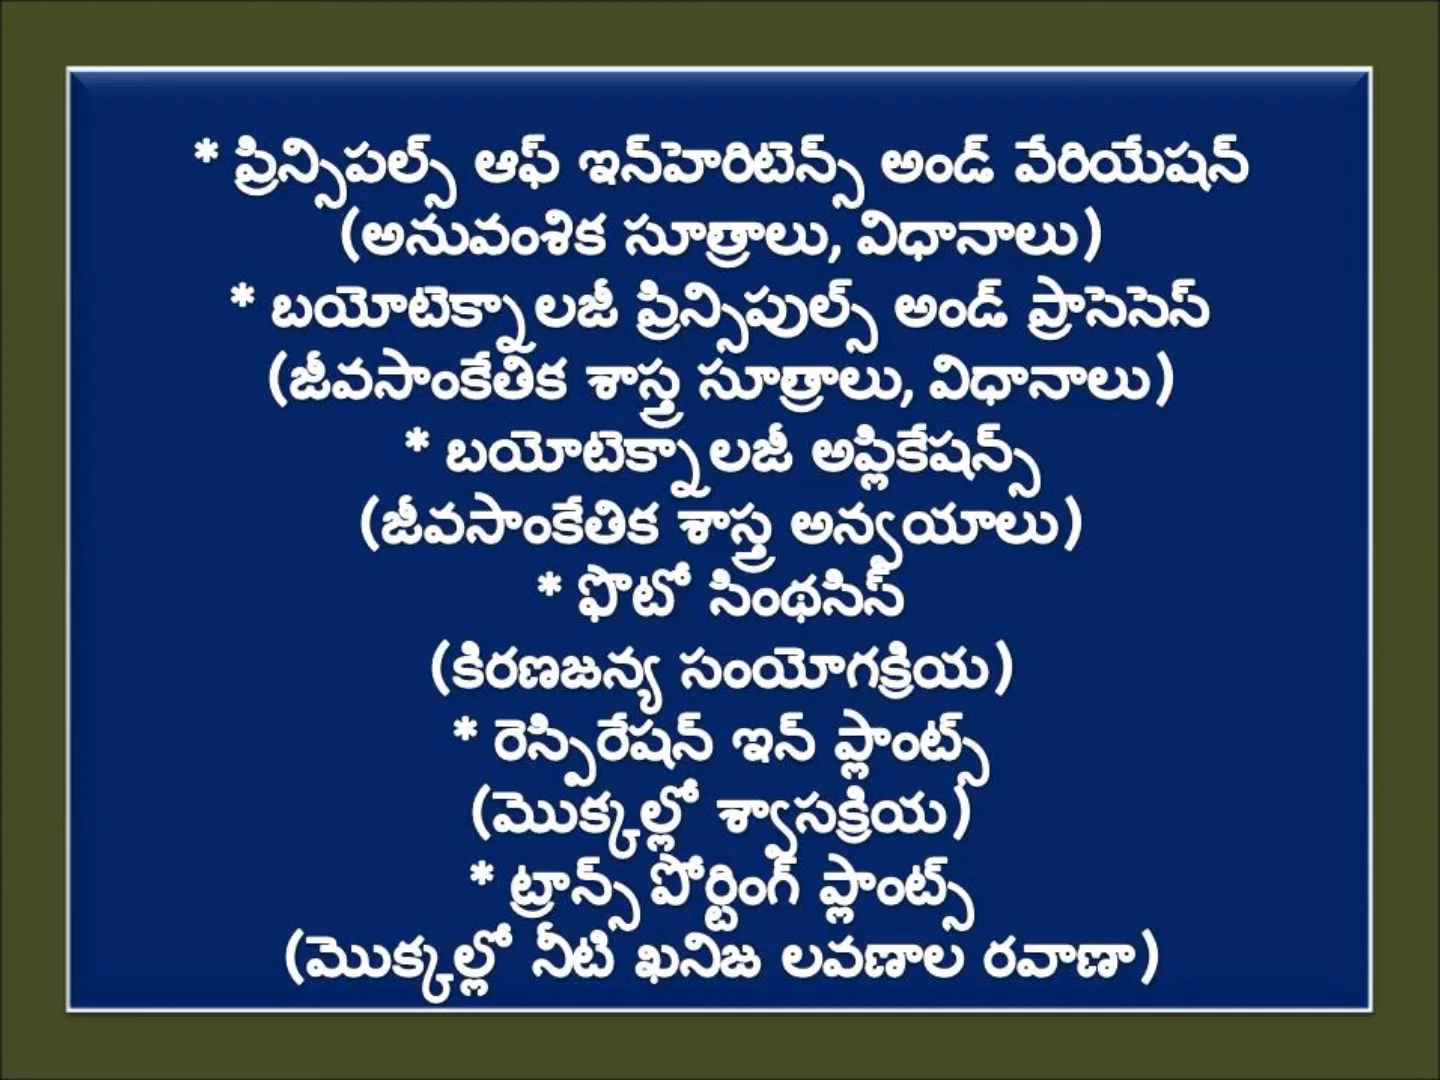 * ప్రిన్సిపల్స్ ఆఫ్ ఇన్‌హెరిటెన్స్ అండ్ వేరియేషన్
(అనువంశిక సూత్రాలు, విధానాలు)
* బయోటెక్నాలజీ ప్రిన్సిపుల్స్ అండ్ ప్రాసెసెస్
(జీవసాంకేతిక శాస్త్ర సూత్రాలు, విధానాలు)
* బయోటెక్నాలజీ అప్లికేషన్స్
(జీవసాంకేతిక శాస్త్ర అన్వయాలు)
* ఫొటో సింథసిస్
(కిరణజన్య సంయోగక్రియ)
* రెస్పిరేషన్ ఇన్ ప్లాంట్స్
(మొక్కల్లో శ్వాసక్రియ)
* ట్రాన్స్ పోర్టింగ్ ప్లాంట్స్
(మొక్కల్లో నీటి ఖనిజ లవణాల రవాణా)